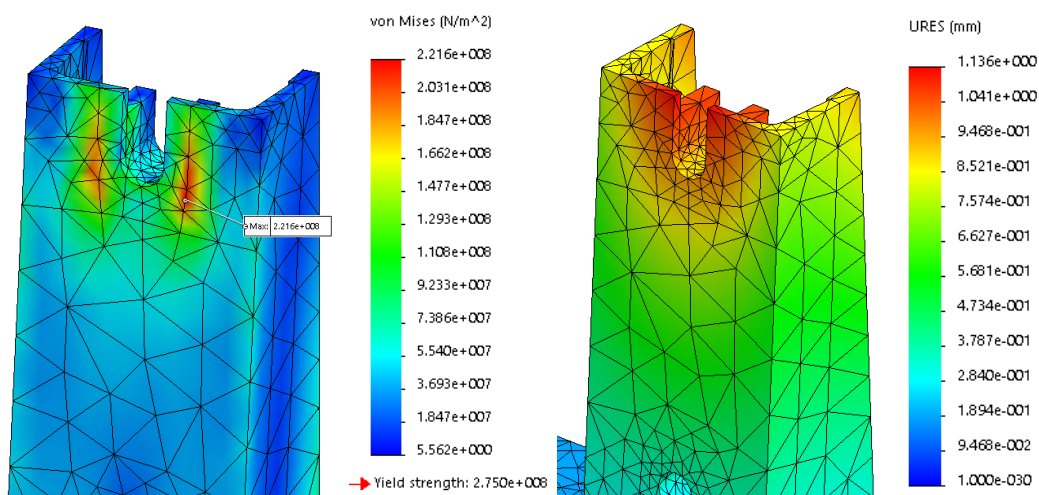 von Mises (N/m^2)
2.216e+008
2.031e+008
1.847e+008
1.662e+008
1.477e+008
1.293e+008
1.108e+008
9.233e+007
7.386e+007
5.540e+007
3.693e+007
1.847e+007
5.562e+000
Yield strength: 2.750e+008
Max: 2.216e+008
URES (mm)
1.136e+000
1.041e+000
9.468e-001
8.521e-001
7.574e-001
6.627e-001
5.681e-001
4.734e-001
3.787e-001
2.840e-001
1.894e-001
9.468e-002
1.000e-030